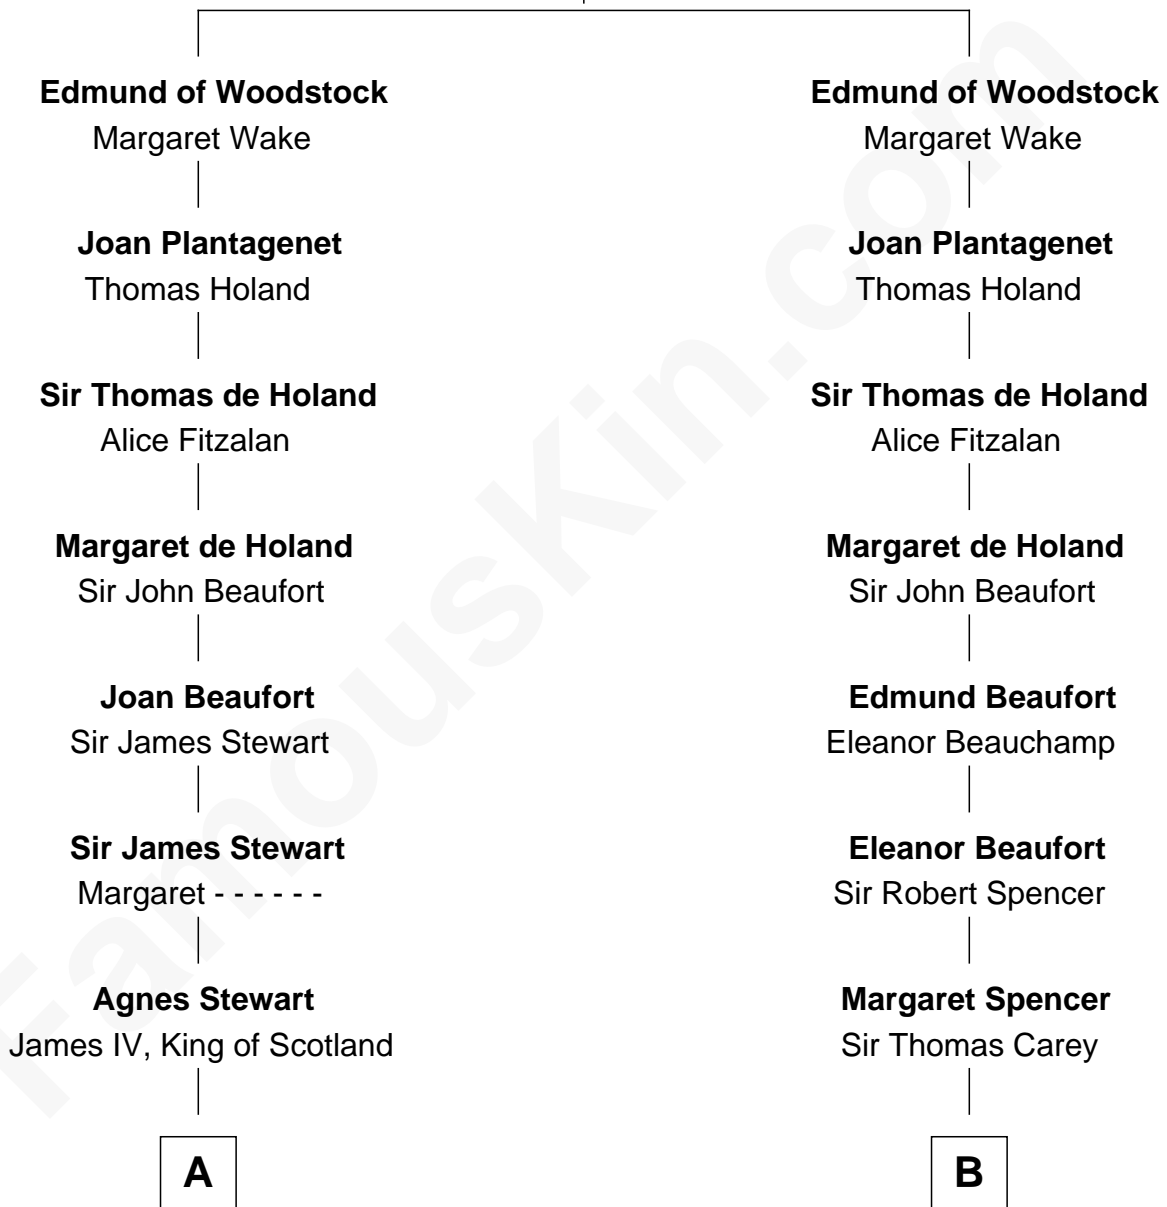 Edmund of Woodstock
Margaret Wake
Joan Plantagenet
Thomas Holand
Sir Thomas de Holand
Alice Fitzalan
Margaret de Holand
Sir John Beaufort
Joan Beaufort
Sir James Stewart
Sir James Stewart
Margaret - - - - - -
Agnes Stewart
James IV, King of Scotland
A
Edmund of Woodstock
Margaret Wake
Joan Plantagenet
Thomas Holand
Sir Thomas de Holand
Alice Fitzalan
Margaret de Holand
Sir John Beaufort
Edmund Beaufort
Eleanor Beauchamp
Eleanor Beaufort
Sir Robert Spencer
Margaret Spencer
Sir Thomas Carey
B
FamousKin.com